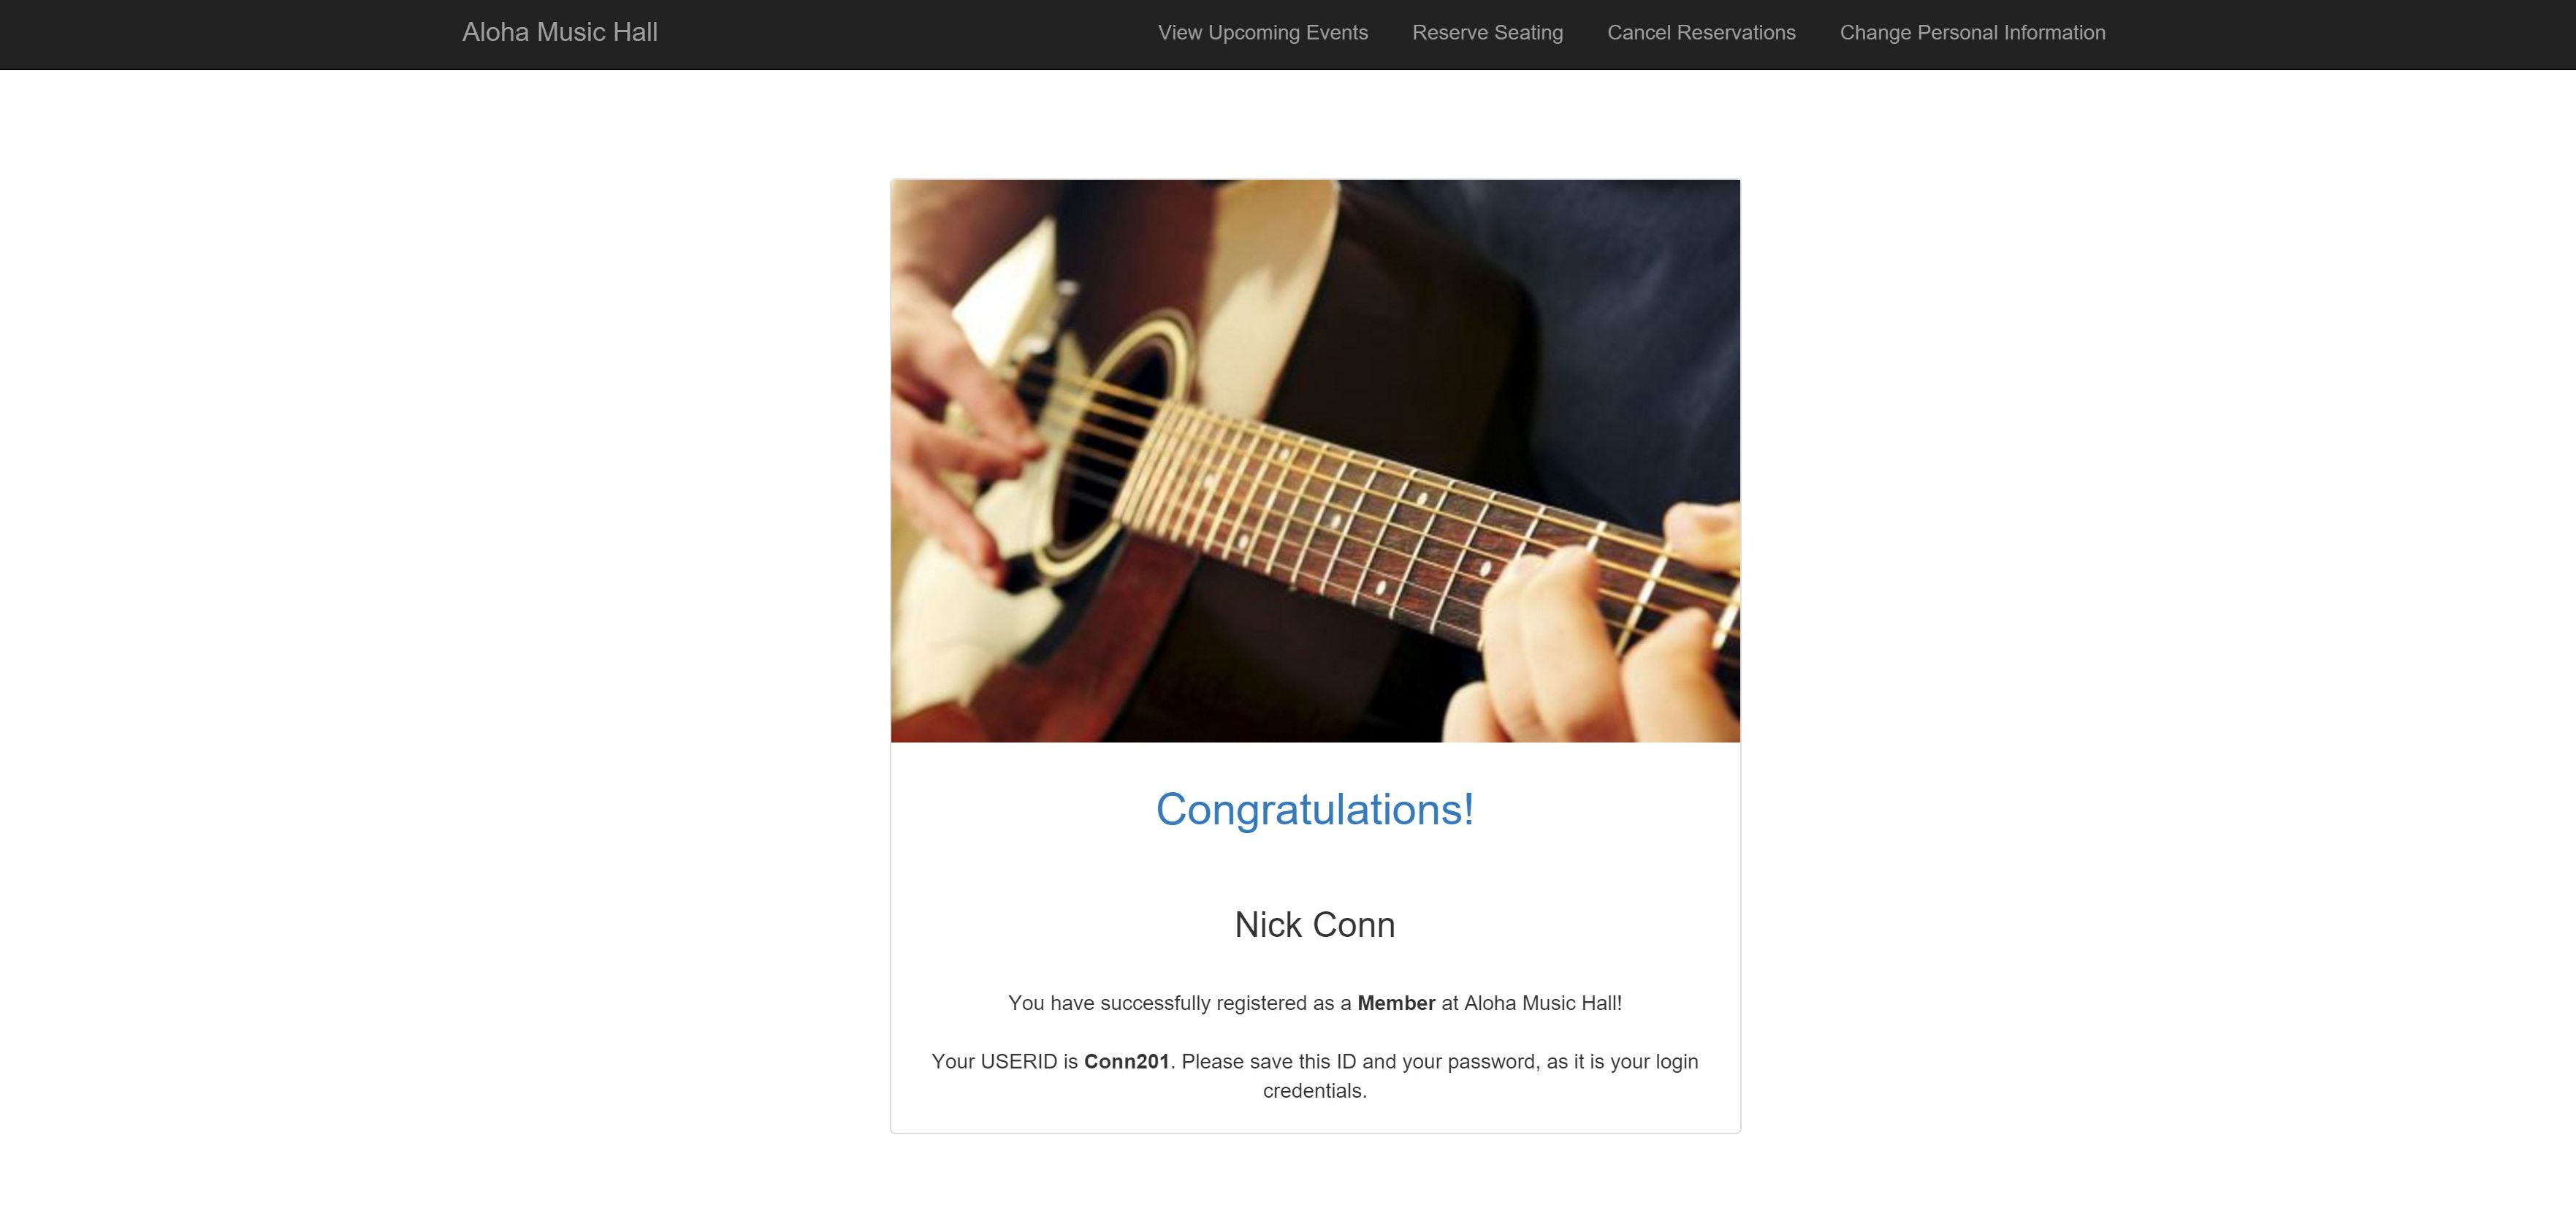 Aloha Music Hall
View Upcoming Events
Reserve Seating
Cancel Reservations
Change Personal Information
Congratulations!
Nick Conn
You have successfully registered as a Member at Aloha Music Hall!
Your USERID is Conn201. Please save this ID and your password, as it is your login
credentials.